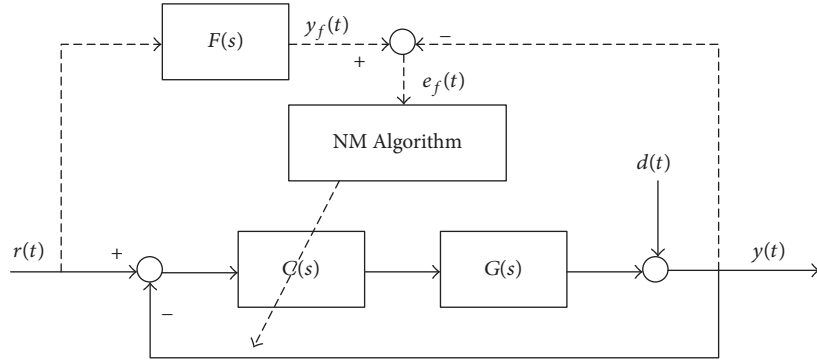 F(s)
y_f(t)
+
−
e_f(t)
NM Algorithm
d(t)
r(t)
+
C(s)
G(s)
y(t)
−